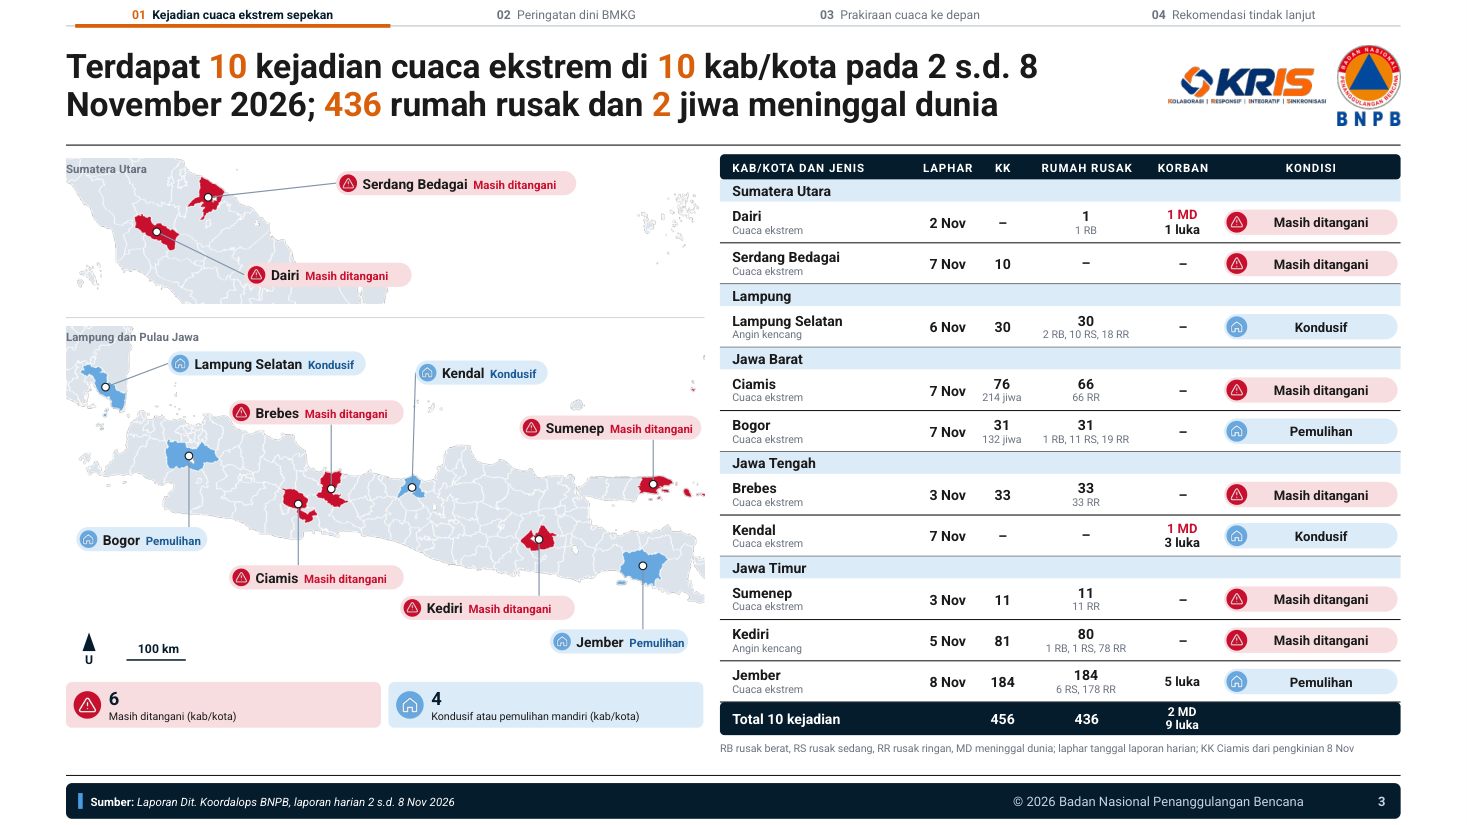 01 Kejadian cuaca ekstrem sepekan
02 Peringatan dini BMKG
03 Prakiraan cuaca ke depan
04 Rekomendasi tindak lanjut
Terdapat 10 kejadian cuaca ekstrem di 10 kab/kota pada 2 s.d. 8
November 2026; 436 rumah rusak dan 2 jiwa meninggal dunia
KRIS
KOLABORASI | RESPONSIF | INTEGRATIF | SINKRONISASI
BADAN NASIONAL
PENANGGULANGAN BENCANA
BNPB
Sumatera Utara
Serdang Bedagai Masih ditangani
Dairi Masih ditangani
Lampung dan Pulau Jawa
Lampung Selatan Kondusif
Kendal Kondusif
Brebes Masih ditangani
Sumenep Masih ditangani
Bogor Pemulihan
Ciamis Masih ditangani
Kediri Masih ditangani
Jember Pemulihan
U
100 km
6
Masih ditangani (kab/kota)
4
Kondusif atau pemulihan mandiri (kab/kota)
KAB/KOTA DAN JENIS LAPHAR KK RUMAH RUSAK KORBAN KONDISI
Sumatera Utara
Dairi 2 Nov – 1 1 MD Masih ditangani
Cuaca ekstrem 1 RB 1 luka
Serdang Bedagai 7 Nov 10 – – Masih ditangani
Cuaca ekstrem
Lampung
Lampung Selatan 6 Nov 30 30 – Kondusif
Angin kencang 2 RB, 10 RS, 18 RR
Jawa Barat
Ciamis 7 Nov 76 66 – Masih ditangani
Cuaca ekstrem 214 jiwa 66 RR
Bogor 7 Nov 31 31 – Pemulihan
Cuaca ekstrem 132 jiwa 1 RB, 11 RS, 19 RR
Jawa Tengah
Brebes 3 Nov 33 33 – Masih ditangani
Cuaca ekstrem 33 RR
Kendal 7 Nov – – 1 MD Kondusif
Cuaca ekstrem 3 luka
Jawa Timur
Sumenep 3 Nov 11 11 – Masih ditangani
Cuaca ekstrem 11 RR
Kediri 5 Nov 81 80 – Masih ditangani
Angin kencang 1 RB, 1 RS, 78 RR
Jember 8 Nov 184 184 5 luka Pemulihan
Cuaca ekstrem 6 RS, 178 RR
Total 10 kejadian 456 436 2 MD
9 luka
RB rusak berat, RS rusak sedang, RR rusak ringan, MD meninggal dunia; laphar tanggal laporan harian; KK Ciamis dari pengkinian 8 Nov
Sumber: Laporan Dit. Koordalops BNPB, laporan harian 2 s.d. 8 Nov 2026
© 2026 Badan Nasional Penanggulangan Bencana
3